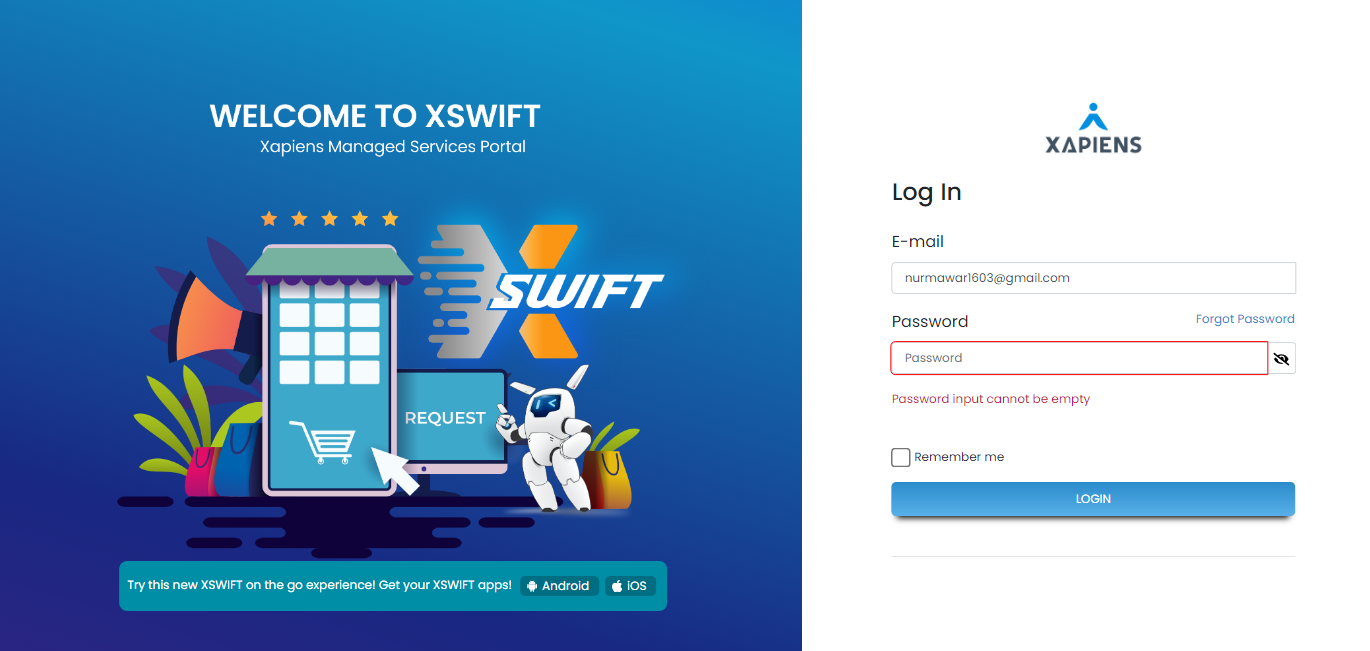 WELCOME TO XSWIFT
Xapiens Managed Services Portal
XSWIFT
REQUEST
Try this new XSWIFT on the go experience! Get your XSWIFT apps! Android iOS
XAPIENS
Log In
E-mail
nurmawar1603@gmail.com
Password Forgot Password
Password
Password input cannot be empty
Remember me
LOGIN